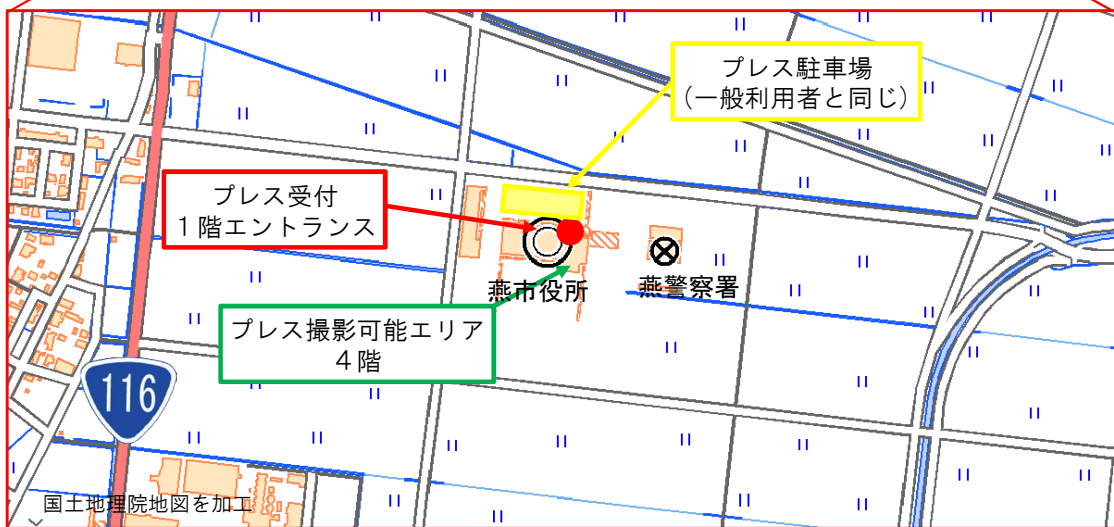 プレス駐車場
（一般利用者と同じ）
プレス受付
１階エントランス
燕市役所
燕警察署
プレス撮影可能エリア
４階
116
国土地理院地図を加工